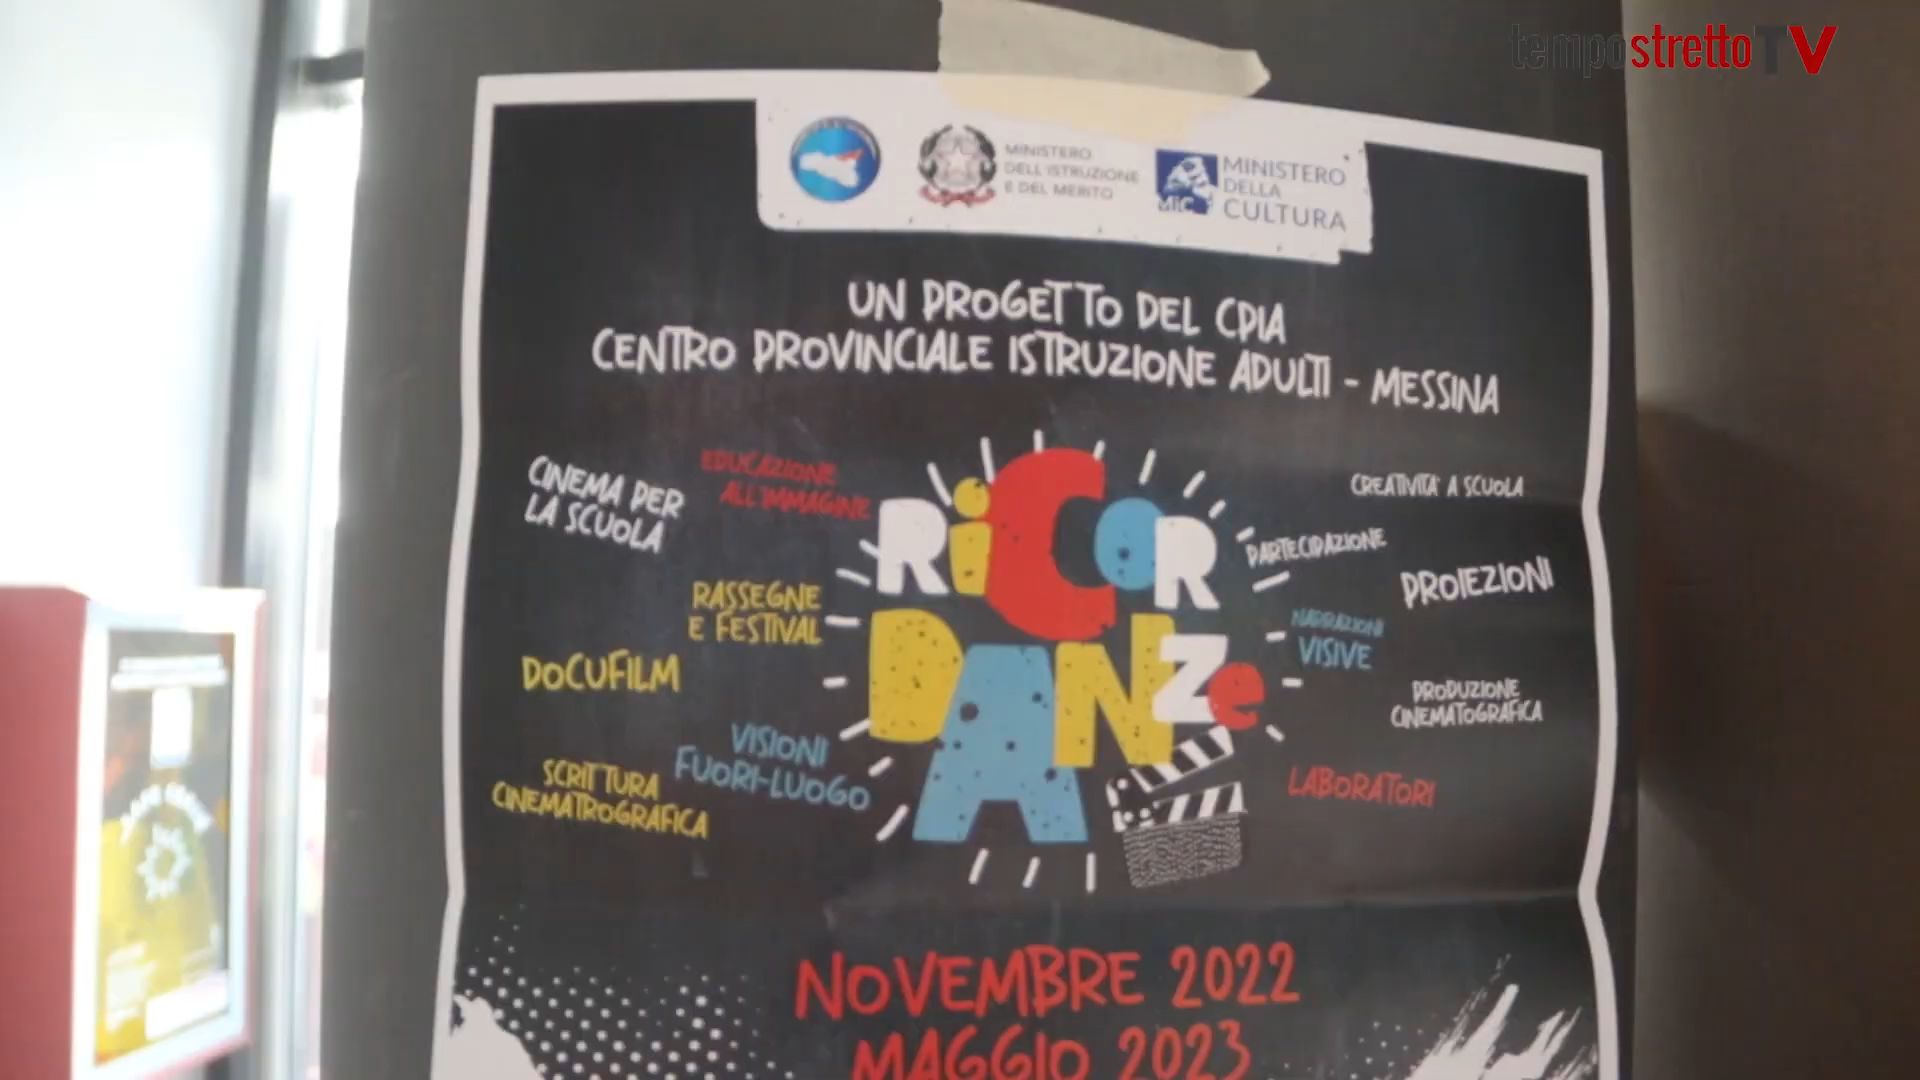 tempostrettoTV
MINISTERO
DELL'ISTRUZIONE
E DEL MERITO
MiC
MINISTERO
DELLA
CULTURA
UN PROGETTO DEL CPIA
CENTRO PROVINCIALE ISTRUZIONE ADULTI - MESSINA
CINEMA PER
LA SCUOLA
EDUCAZIONE
ALL'IMMAGINE
RASSEGNE
E FESTIVAL
DOCUFILM
VISIONI
FUORI-LUOGO
SCRITTURA
CINEMATROGRAFICA
RiCOR
DANZe
CREATIVITA' A SCUOLA
PARTECIPAZIONE
PROIEZIONI
NARRAZIONI
VISIVE
PRODUZIONE
CINEMATOGRAFICA
LABORATORI
NOVEMBRE 2022
MAGGIO 2023